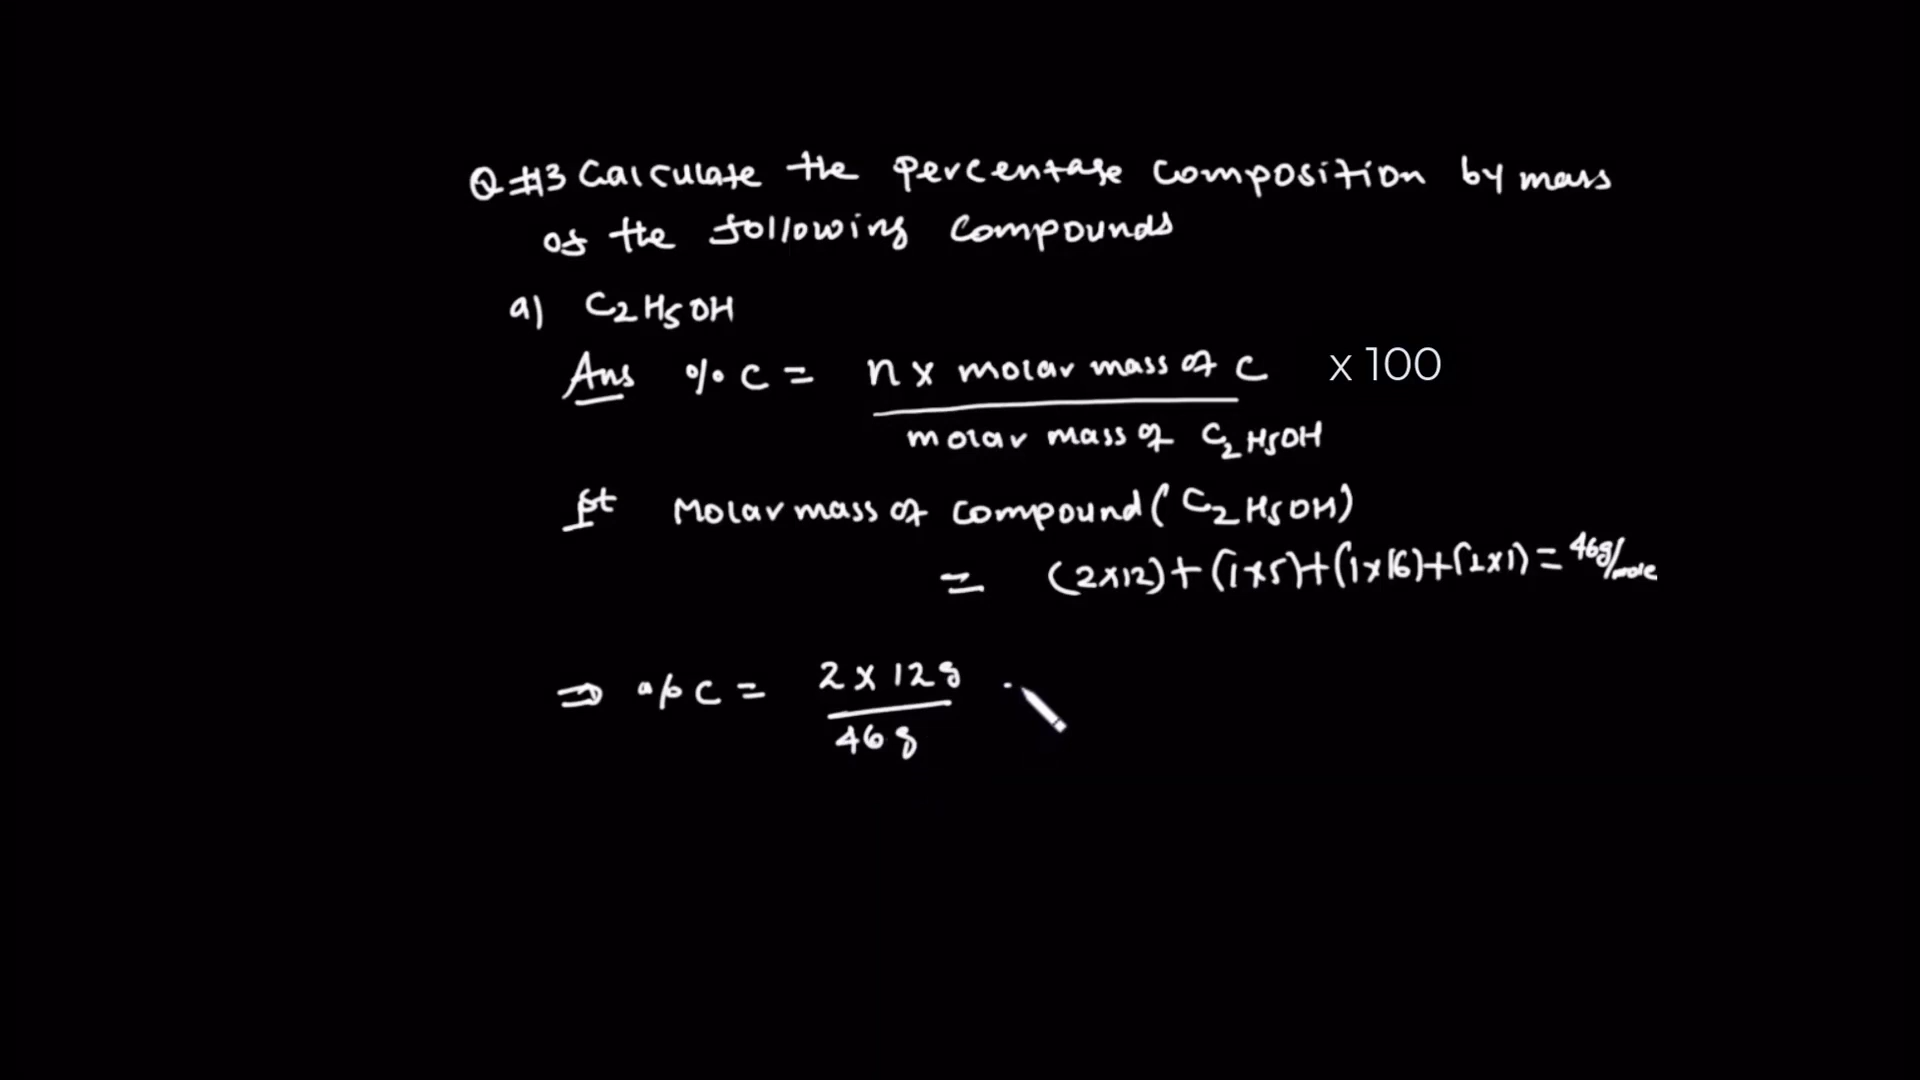 Q#3 Calculate the percentage composition by mass
of the following compounds
a) C₂H₅OH
Ans % C = n x molar mass of C x 100
molar mass of C₂H₅OH
1st Molar mass of compound (C₂H₅OH)
= (2x12)+(1x5)+(1x16)+(1x1) = 46g/mole
⇒ % C = 2 x 12g
46g